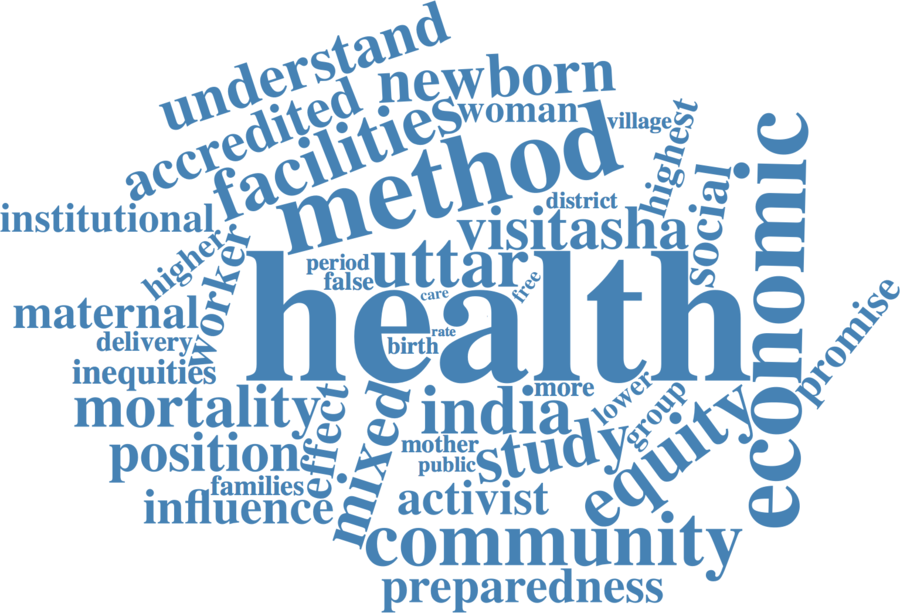 understand
newborn
accredited
woman
facilities
village
method
highest
economic
district
institutional
social
visitasha
higher
worker
period
uttar
false
care
free
health
maternal
promise
rate
delivery
birth
inequities
more
lower
mortality
india
group
effect
mixed
equity
mother
study
position
public
families
activist
influence
community
preparedness